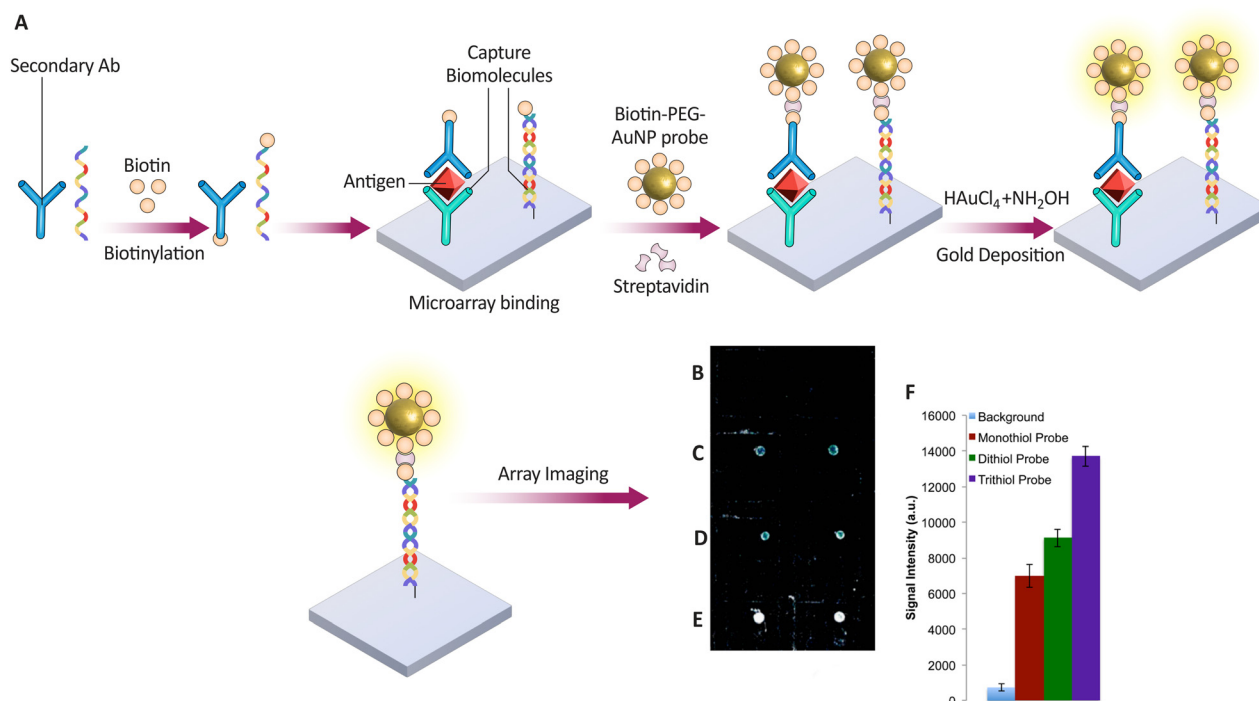 A
Secondary Ab
Biotin
Biotinylation
Capture
Biomolecules
Antigen
Microarray binding
Biotin-PEG-
AuNP probe
Streptavidin
HAuCl4+NH2OH
Gold Deposition
Array Imaging
B
C
D
E
F
Background
Monothiol Probe
Dithiol Probe
Trithiol Probe
Signal Intensity (a.u.)
16000
14000
12000
10000
8000
6000
4000
2000
0